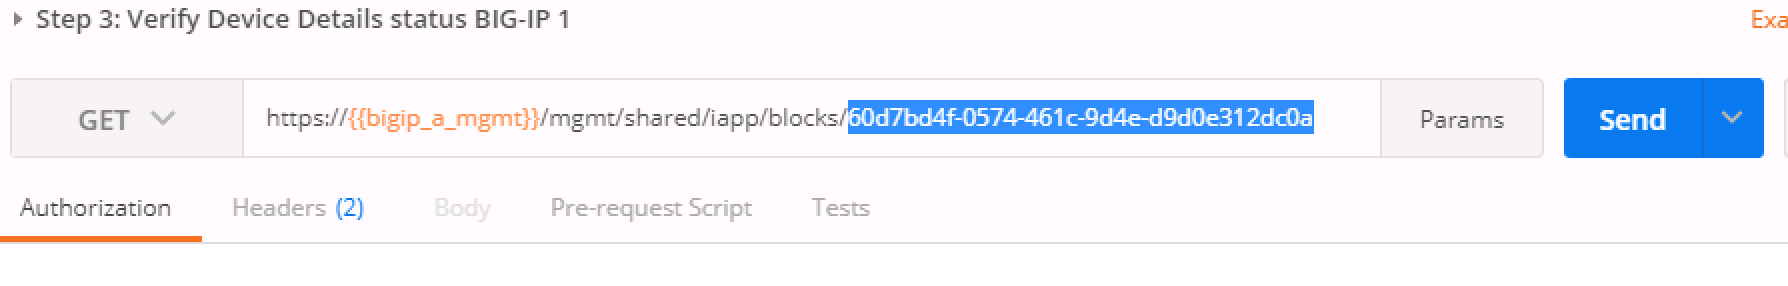 Step 3: Verify Device Details status BIG-IP 1
Exa
GET https://{{bigip_a_mgmt}}/mgmt/shared/iapp/blocks/60d7bd4f-0574-461c-9d4e-d9d0e312dc0a Params Send
Authorization Headers (2) Body Pre-request Script Tests